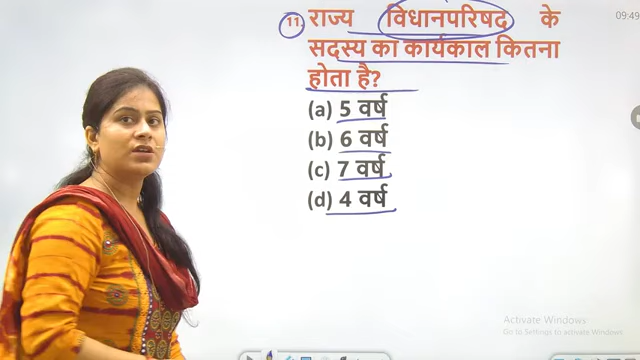 09:49
11. राज्य विधानपरिषद के
सदस्य का कार्यकाल कितना
होता है?
(a) 5 वर्ष
(b) 6 वर्ष
(c) 7 वर्ष
(d) 4 वर्ष
Activate Windows
Go to Settings to activate Windows.